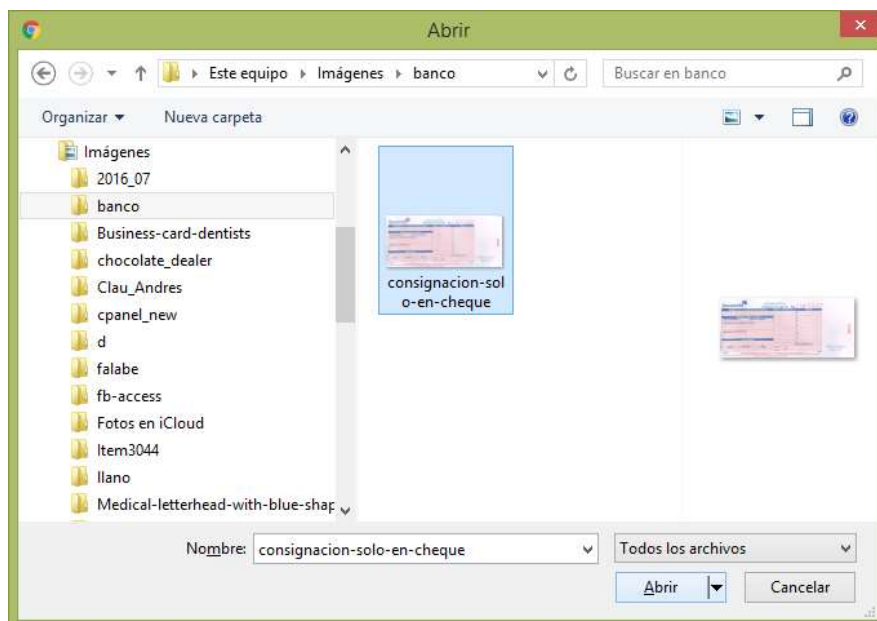 Abrir
Este equipo Imágenes banco
Buscar en banco
Organizar Nueva carpeta
Imágenes
2016_07
banco
Business-card-dentists
chocolate_dealer
Clau_Andres
cpanel_new
d
falabe
fb-access
Fotos en iCloud
Item3044
llano
Medical-letterhead-with-blue-shap
consignacion-sol
o-en-cheque
Nombre: consignacion-solo-en-cheque
Todos los archivos
Abrir Cancelar